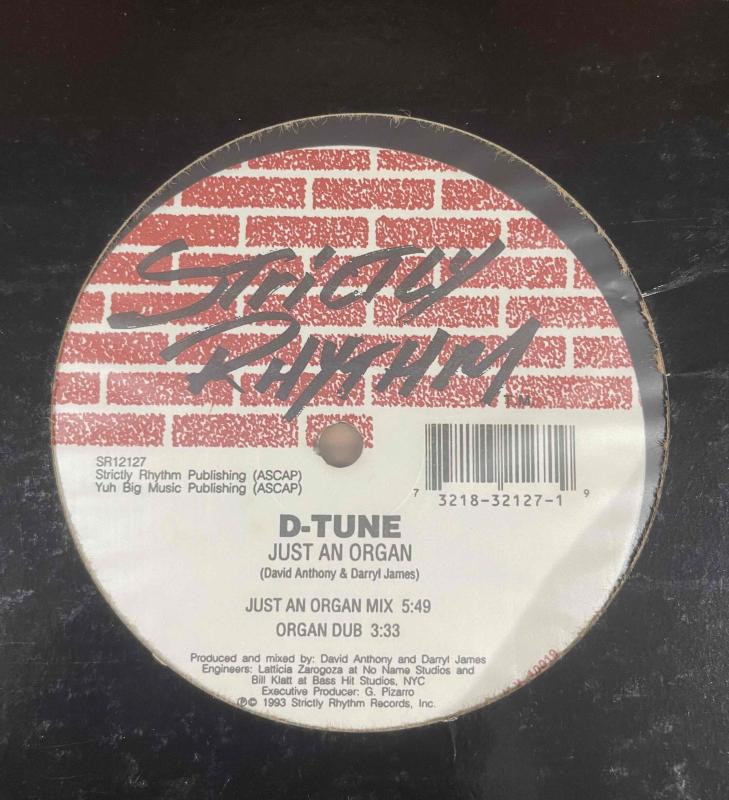 STRICTLY
RHYTHM
TM
SR12127
Strictly Rhythm Publishing (ASCAP)
Yuh Big Music Publishing (ASCAP)
7 3218-32127-1 9
D-TUNE
JUST AN ORGAN
(David Anthony & Darryl James)
JUST AN ORGAN MIX 5:49
ORGAN DUB 3:33
Produced and mixed by: David Anthony and Darryl James
Engineers: Latticia Zarogoza at No Name Studios and
Bill Klatt at Bass Hit Studios, NYC
Executive Producer: G. Pizarro
℗© 1993 Strictly Rhythm Records, Inc.